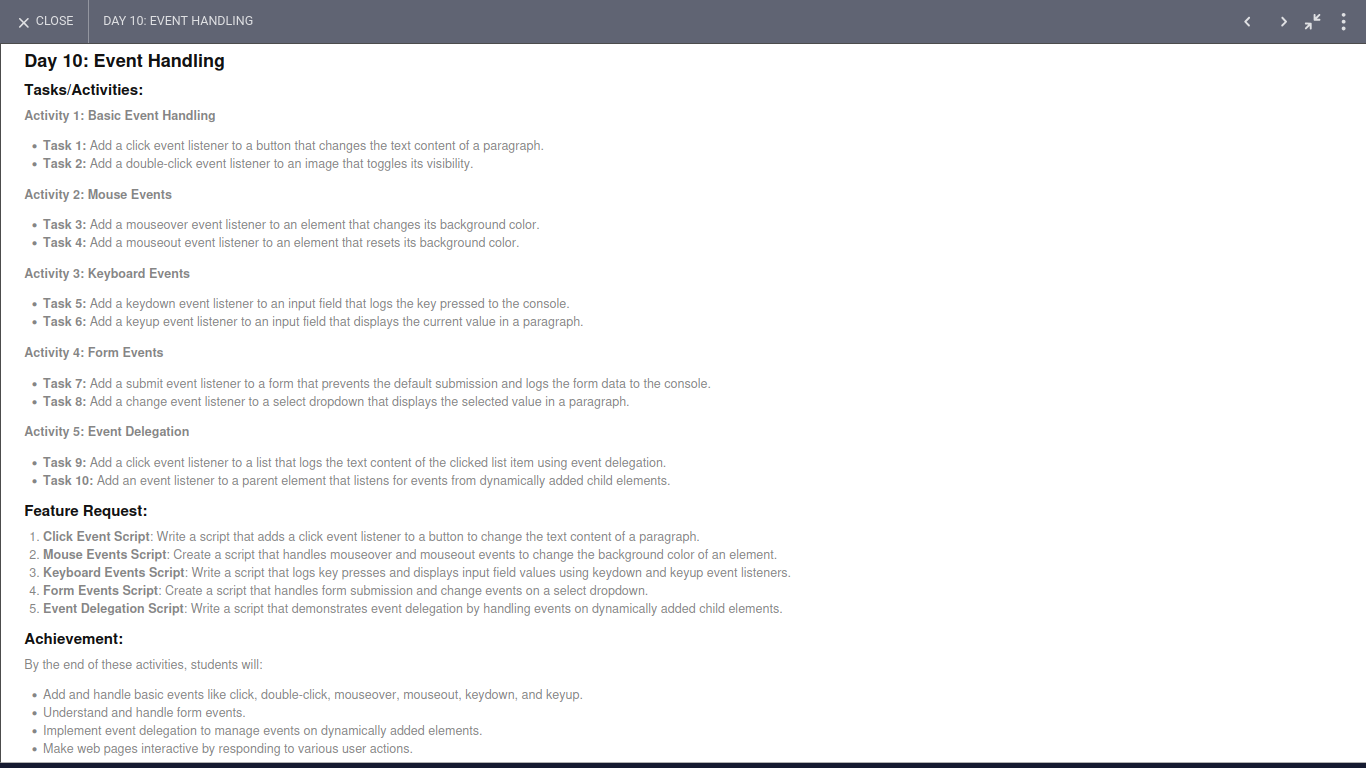 CLOSE DAY 10: EVENT HANDLING
Day 10: Event Handling
Tasks/Activities:
Activity 1: Basic Event Handling
• Task 1: Add a click event listener to a button that changes the text content of a paragraph.
• Task 2: Add a double-click event listener to an image that toggles its visibility.
Activity 2: Mouse Events
• Task 3: Add a mouseover event listener to an element that changes its background color.
• Task 4: Add a mouseout event listener to an element that resets its background color.
Activity 3: Keyboard Events
• Task 5: Add a keydown event listener to an input field that logs the key pressed to the console.
• Task 6: Add a keyup event listener to an input field that displays the current value in a paragraph.
Activity 4: Form Events
• Task 7: Add a submit event listener to a form that prevents the default submission and logs the form data to the console.
• Task 8: Add a change event listener to a select dropdown that displays the selected value in a paragraph.
Activity 5: Event Delegation
• Task 9: Add a click event listener to a list that logs the text content of the clicked list item using event delegation.
• Task 10: Add an event listener to a parent element that listens for events from dynamically added child elements.
Feature Request:
1. Click Event Script: Write a script that adds a click event listener to a button to change the text content of a paragraph.
2. Mouse Events Script: Create a script that handles mouseover and mouseout events to change the background color of an element.
3. Keyboard Events Script: Write a script that logs key presses and displays input field values using keydown and keyup event listeners.
4. Form Events Script: Create a script that handles form submission and change events on a select dropdown.
5. Event Delegation Script: Write a script that demonstrates event delegation by handling events on dynamically added child elements.
Achievement:
By the end of these activities, students will:
• Add and handle basic events like click, double-click, mouseover, mouseout, keydown, and keyup.
• Understand and handle form events.
• Implement event delegation to manage events on dynamically added elements.
• Make web pages interactive by responding to various user actions.